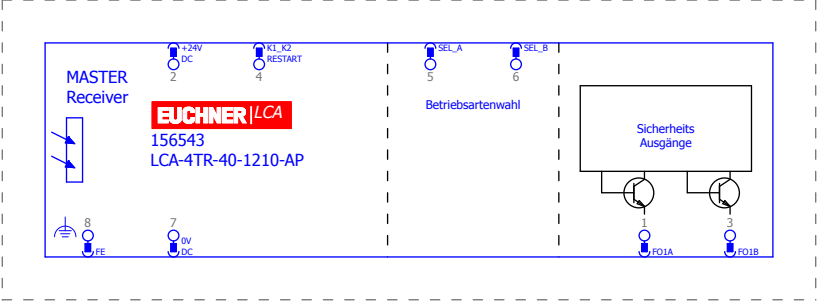 +24V
DC
K1_K2
RESTART
SEL_A
SEL_B
2
4
5
6
MASTER
Receiver
EUCHNER LCA
156543
LCA-4TR-40-1210-AP
Betriebsartenwahl
Sicherheits
Ausgänge
8
7
1
3
FE
0V
DC
FO1A
FO1B